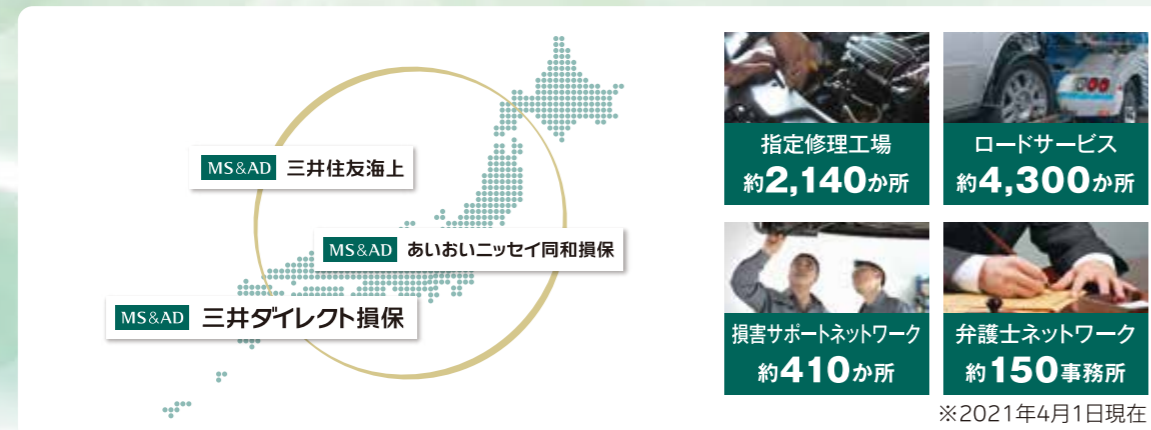 MS&AD 三井住友海上
MS&AD あいおいニッセイ同和損保
MS&AD 三井ダイレクト損保
指定修理工場
約2,140か所
ロードサービス
約4,300か所
損害サポートネットワーク
約410か所
弁護士ネットワーク
約150事務所
※2021年4月1日現在